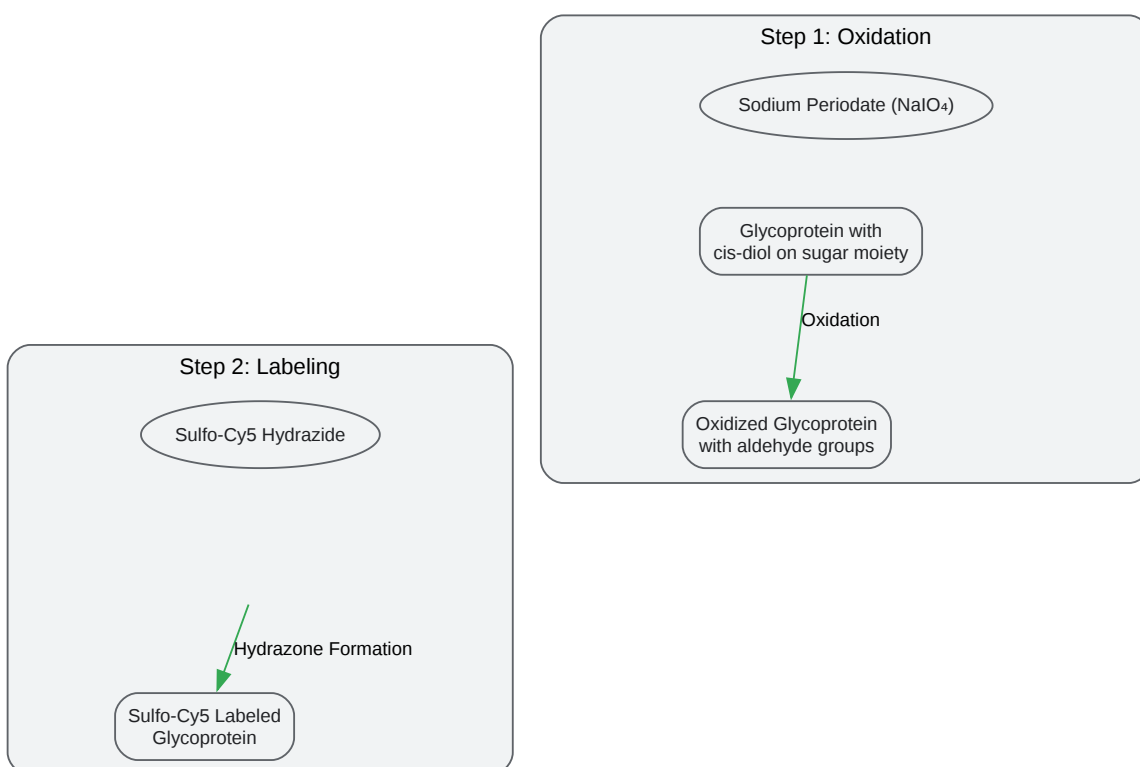 Step 1: Oxidation
Sodium Periodate (NaIO₄)
Glycoprotein with
cis-diol on sugar moiety
Oxidation
Oxidized Glycoprotein
with aldehyde groups
Step 2: Labeling
Sulfo-Cy5 Hydrazide
Hydrazone Formation
Sulfo-Cy5 Labeled
Glycoprotein